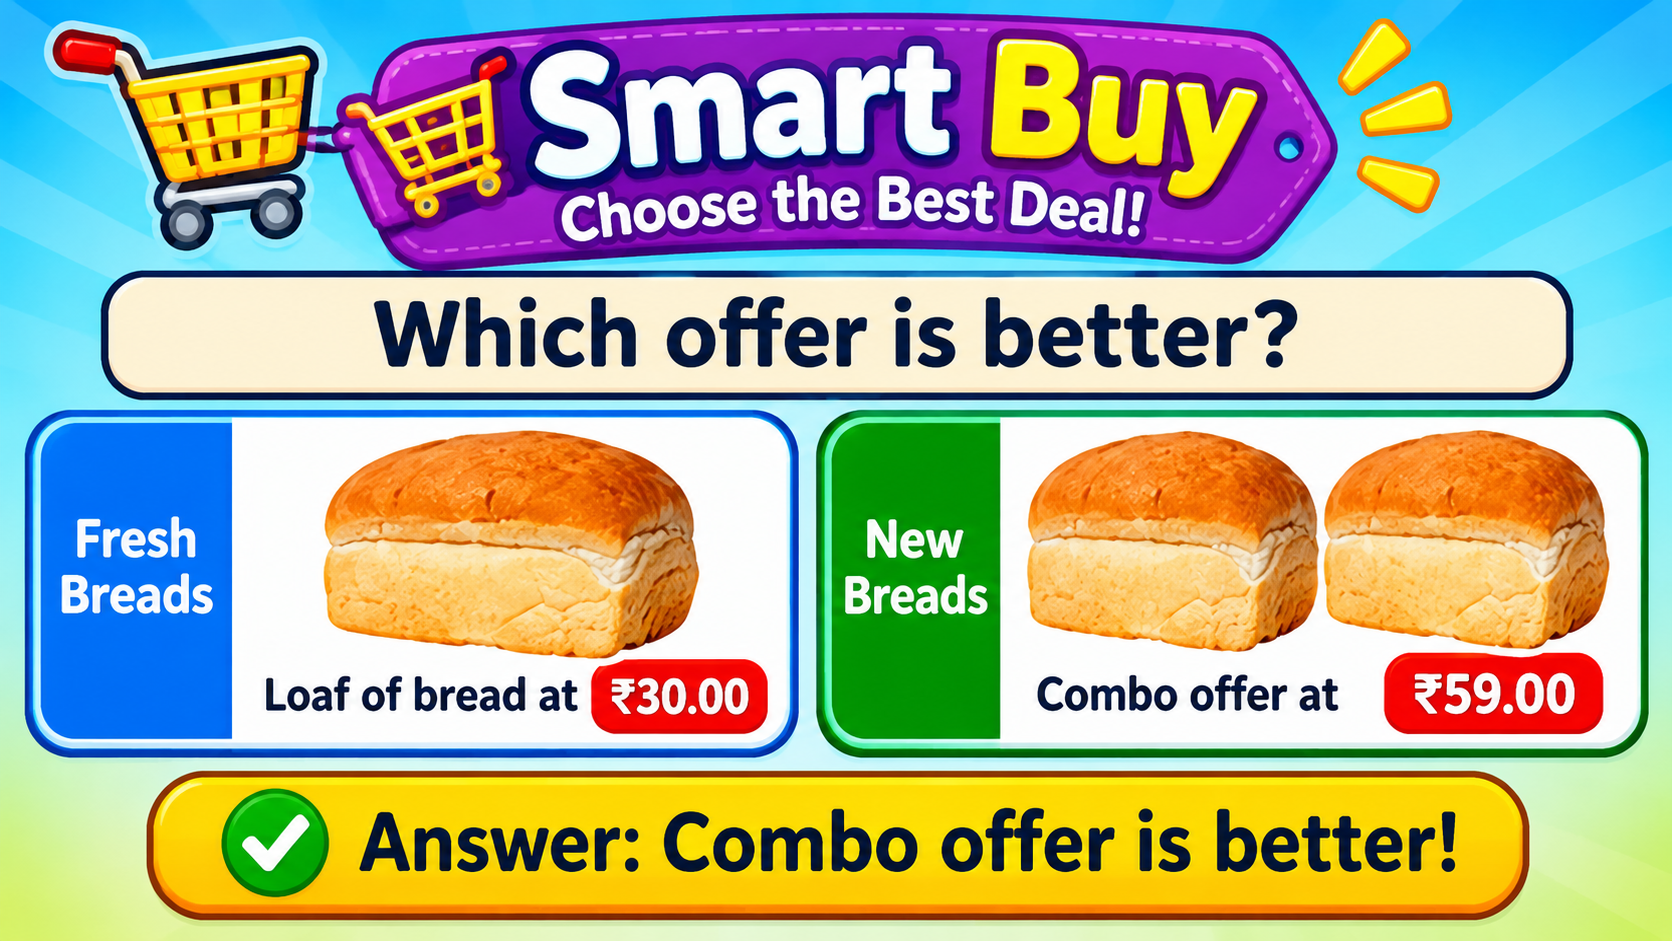 Smart Buy
Choose the Best Deal!
Which offer is better?
Fresh
Breads
Loaf of bread at ₹30.00
New
Breads
Combo offer at ₹59.00
Answer: Combo offer is better!